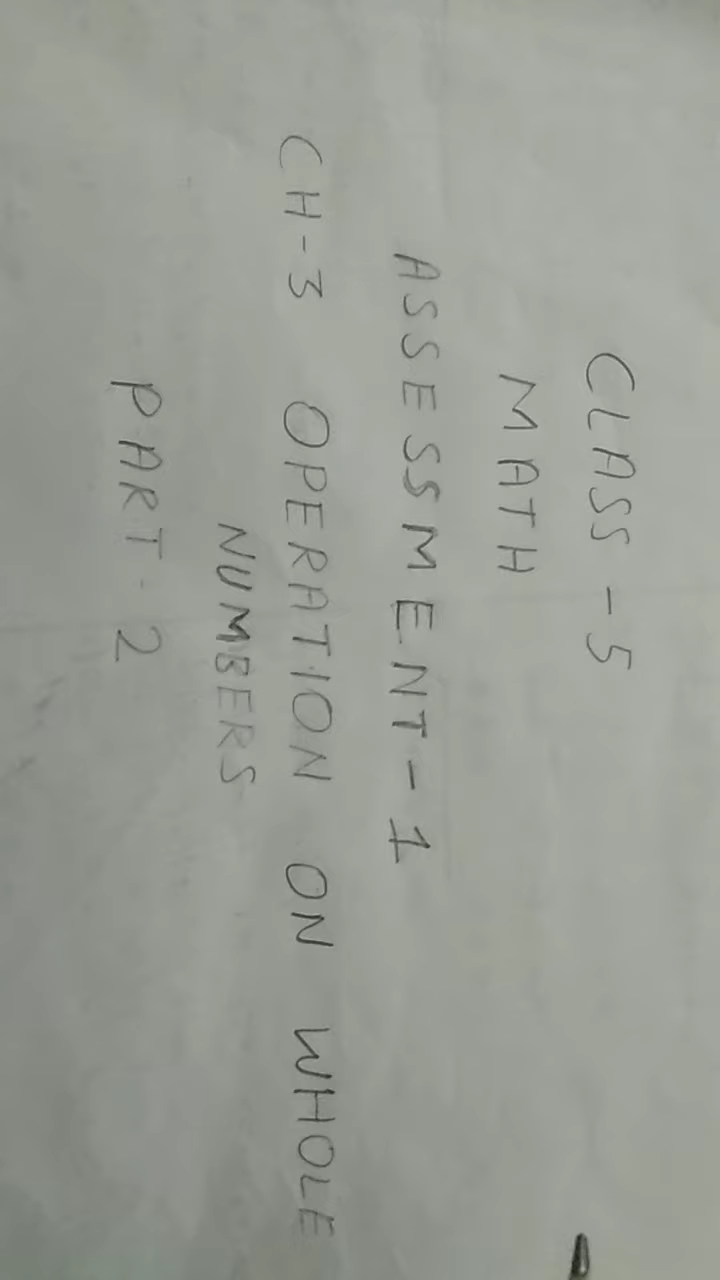 CLASS - 5
MATH
ASSESSMENT - 1
CH - 3 OPERATION ON WHOLE
NUMBERS
PART - 2